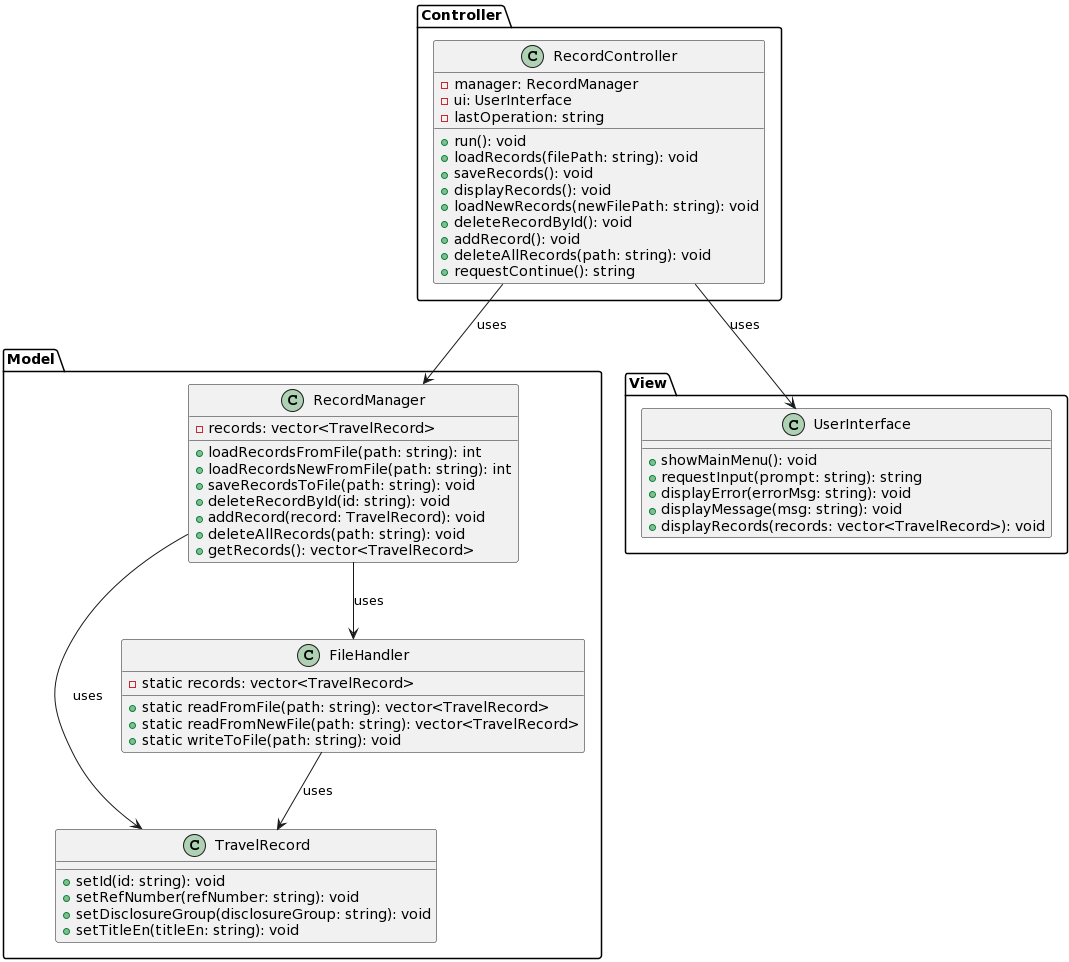 Controller
C RecordController
manager: RecordManager
ui: UserInterface
lastOperation: string
run(): void
loadRecords(filePath: string): void
saveRecords(): void
displayRecords(): void
loadNewRecords(newFilePath: string): void
deleteRecordById(): void
addRecord(): void
deleteAllRecords(path: string): void
requestContinue(): string
uses
uses
Model
C RecordManager
records: vector<TravelRecord>
loadRecordsFromFile(path: string): int
loadRecordsNewFromFile(path: string): int
saveRecordsToFile(path: string): void
deleteRecordById(id: string): void
addRecord(record: TravelRecord): void
deleteAllRecords(path: string): void
getRecords(): vector<TravelRecord>
View
C UserInterface
showMainMenu(): void
requestInput(prompt: string): string
displayError(errorMsg: string): void
displayMessage(msg: string): void
displayRecords(records: vector<TravelRecord>): void
uses
C FileHandler
static records: vector<TravelRecord>
static readFromFile(path: string): vector<TravelRecord>
static readFromNewFile(path: string): vector<TravelRecord>
static writeToFile(path: string): void
uses
uses
C TravelRecord
setId(id: string): void
setRefNumber(refNumber: string): void
setDisclosureGroup(disclosureGroup: string): void
setTitleEn(titleEn: string): void